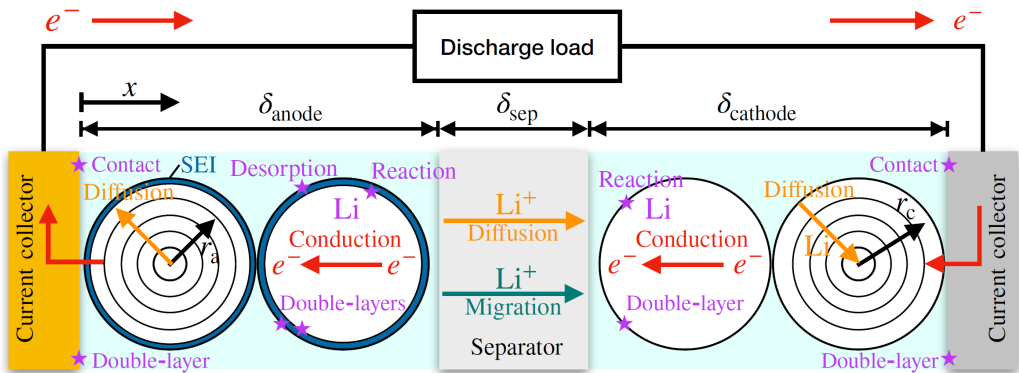 e⁻
e⁻
Discharge load
x
δanode
δsep
δcathode
Contact
SEI
Desorption
Reaction
Reaction
Contact
Diffusion
Li
Li⁺
Li
Diffusion
Diffusion
rc
Current collector
ra
Conduction
e⁻ e⁻
Li⁺
Conduction
e⁻ e⁻
Li
Current collector
Double-layers
Migration
Double-layer
Double-layer
Separator
Double-layer